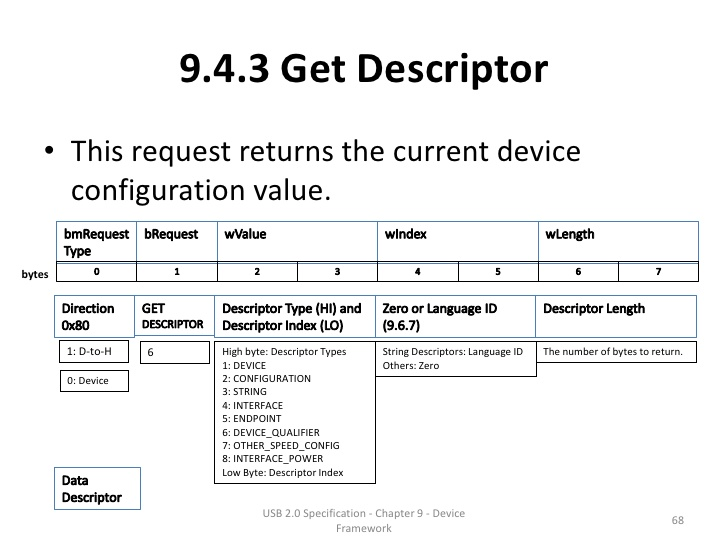 9.4.3 Get Descriptor
• This request returns the current device
configuration value.
bmRequest
Type
bRequest
wValue
wIndex
wLength
bytes
0
1
2
3
4
5
6
7
Direction
0x80
GET
DESCRIPTOR
Descriptor Type (HI) and
Descriptor Index (LO)
Zero or Language ID
(9.6.7)
Descriptor Length
1: D-to-H
0: Device
6
High byte: Descriptor Types
1: DEVICE
2: CONFIGURATION
3: STRING
4: INTERFACE
5: ENDPOINT
6: DEVICE_QUALIFIER
7: OTHER_SPEED_CONFIG
8: INTERFACE_POWER
Low Byte: Descriptor Index
String Descriptors: Language ID
Others: Zero
The number of bytes to return.
Data
Descriptor
USB 2.0 Specification - Chapter 9 - Device
Framework
68